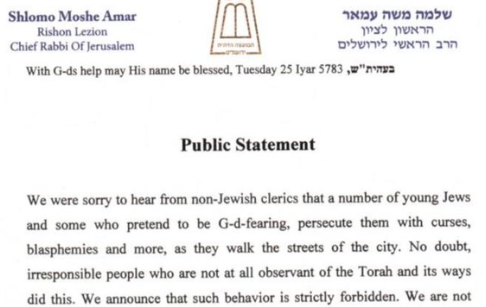 Shlomo Moshe Amar
Rishon Lezion
Chief Rabbi Of Jerusalem
שלמה משה עמאר
הראשון לציון
הרב הראשי לירושלים
With G-ds help may His name be blessed, Tuesday 25 Iyar 5783 ,בעהית"ש
Public Statement
We were sorry to hear from non-Jewish clerics that a number of young Jews
and some who pretend to be G-d-fearing, persecute them with curses,
blasphemies and more, as they walk the streets of the city. No doubt,
irresponsible people who are not at all observant of the Torah and its ways
did this. We announce that such behavior is strictly forbidden. We are not